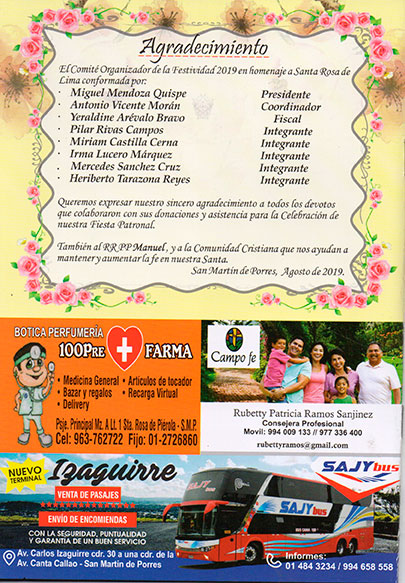 Agradecimiento
El Comité Organizador de la Festividad 2019 en homenaje a Santa Rosa de
Lima conformada por:
· Miguel Mendoza Quispe Presidente
· Antonio Vicente Morán Coordinador
· Yeraldine Arévalo Bravo Fiscal
· Pilar Rivas Campos Integrante
· Miriam Castilla Cerna Integrante
· Irma Lucero Márquez Integrante
· Mercedes Sanchez Cruz Integrante
· Heriberto Tarazona Reyes Integrante
Queremos expresar nuestro sincero agradecimiento a todos los devotos
que colaboraron con sus donaciones y asistencia para la Celebración de
nuestra Fiesta Patronal.
También al RR.PP Manuel, y a la Comunidad Cristiana que nos ayudan a
mantener y aumentar la fe en nuestra Santa.
San Martín de Porres, Agosto de 2019.
BOTICA PERFUMERÍA
100PRE FARMA
• Medicina General • Articulos de tocador
• Bazar y regalos • Recarga Virtual
• Delivery
Psje. Principal Mz. A Lt. 1 Sta. Rosa de Piérola - S.M.P.
Cel: 963-762722 Fijo: 01-2726860
Campo fe
Rubetty Patricia Ramos Sanjinez
Consejera Profesional
Movil: 994 009 133 // 977 336 400
rubettyramos@gmail.com
NUEVO
TERMINAL
Izaguirre
VENTA DE PASAJES
ENVÍO DE ENCOMIENDAS
CON LA SEGURIDAD, PUNTUALIDAD
Y GARANTIA DE UN BUEN SERVICIO
SAJY bus
SAJY bus
Av. Carlos Izaguirre cdr. 30 a una cdr. de la
Av. Canta Callao - San Martin de Porres
Informes:
01 484 3234 / 994 658 558